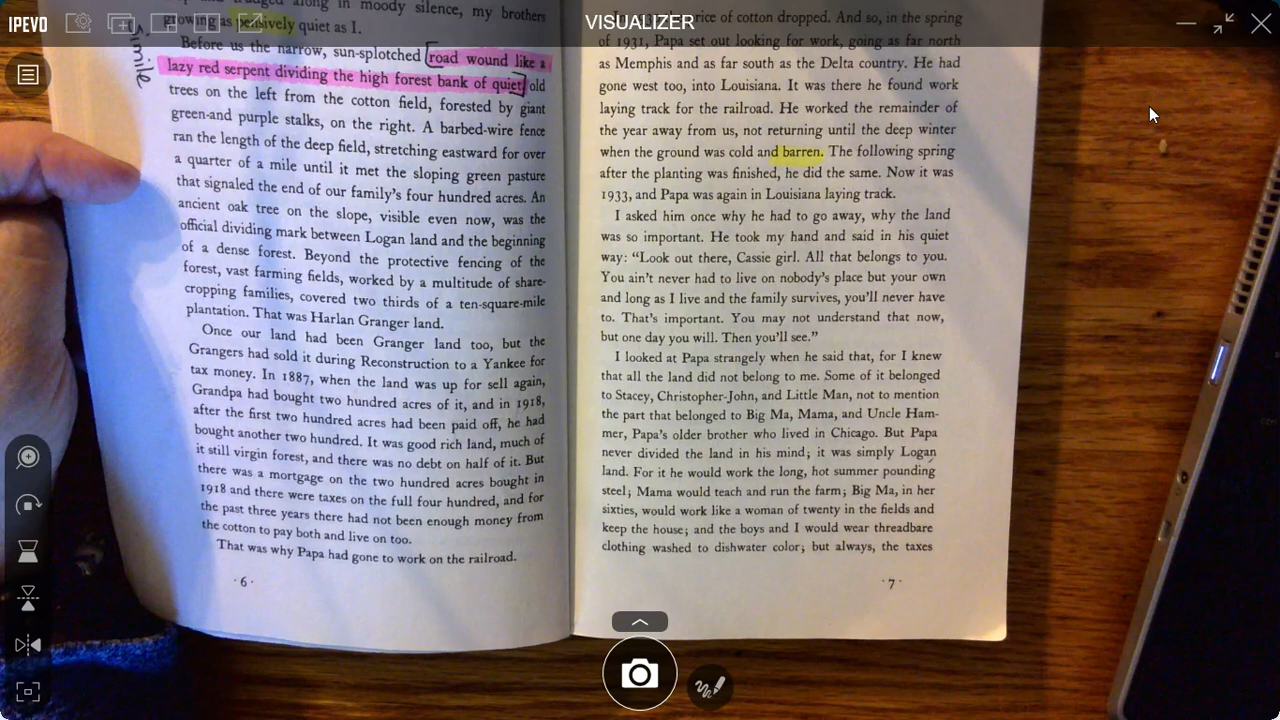 IPEVO
VISUALIZER
along in moody silence, my brothers
growing as pensively quiet as I.
Before us the narrow, sun-splotched road wound like a
lazy red serpent dividing the high forest bank of quiet, old
trees on the left from the cotton field, forested by giant
green-and purple stalks, on the right. A barbed-wire fence
ran the length of the deep field, stretching eastward for over
a quarter of a mile until it met the sloping green pasture
that signaled the end of our family's four hundred acres. An
ancient oak tree on the slope, visible even now, was the
official dividing mark between Logan land and the beginning
of a dense forest. Beyond the protective fencing of the
forest, vast farming fields, worked by a multitude of share-
cropping families, covered two thirds of a ten-square-mile
plantation. That was Harlan Granger land.
Once our land had been Granger land too, but the
Grangers had sold it during Reconstruction to a Yankee for
tax money. In 1887, when the land was up for sell again,
Grandpa had bought two hundred acres of it, and in 1918,
after the first two hundred acres had been paid off, he had
bought another two hundred. It was good rich land, much of
it still virgin forest, and there was no debt on half of it. But
there was a mortgage on the two hundred acres bought in
1918 and there were taxes on the full four hundred, and for
the past three years there had not been enough money from
the cotton to pay both and live on too.
That was why Papa had gone to work on the railroad.
· 6 ·
simile
price of cotton dropped. And so, in the spring
of 1931, Papa set out looking for work, going as far north
as Memphis and as far south as the Delta country. He had
gone west too, into Louisiana. It was there he found work
laying track for the railroad. He worked the remainder of
the year away from us, not returning until the deep winter
when the ground was cold and barren. The following spring
after the planting was finished, he did the same. Now it was
1933, and Papa was again in Louisiana laying track.
I asked him once why he had to go away, why the land
was so important. He took my hand and said in his quiet
way: "Look out there, Cassie girl. All that belongs to you.
You ain't never had to live on nobody's place but your own
and long as I live and the family survives, you'll never have
to. That's important. You may not understand that now,
but one day you will. Then you'll see."
I looked at Papa strangely when he said that, for I knew
that all the land did not belong to me. Some of it belonged
to Stacey, Christopher-John, and Little Man, not to mention
the part that belonged to Big Ma, Mama, and Uncle Ham-
mer, Papa's older brother who lived in Chicago. But Papa
never divided the land in his mind; it was simply Logan
land. For it he would work the long, hot summer pounding
steel; Mama would teach and run the farm; Big Ma, in her
sixties, would work like a woman of twenty in the fields and
keep the house; and the boys and I would wear threadbare
clothing washed to dishwater color; but always, the taxes
· 7 ·